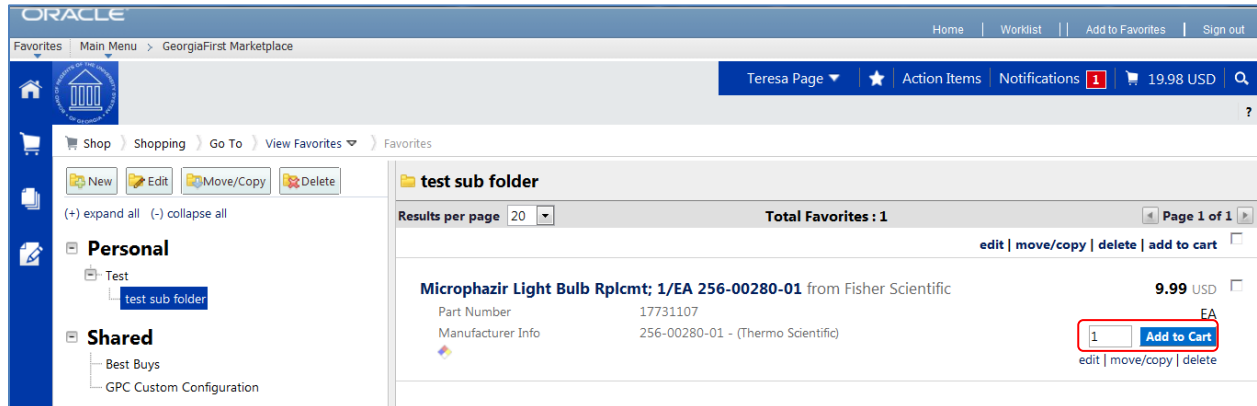 ORACLE
Home | Worklist || Add to Favorites | Sign out
Favorites Main Menu > GeorgiaFirst Marketplace
Teresa Page ▼ ★ Action Items Notifications 1 19.98 USD
?
Shop Shopping Go To View Favorites Favorites
New Edit Move/Copy Delete
(+) expand all (-) collapse all
Personal
Test
test sub folder
Shared
Best Buys
GPC Custom Configuration
test sub folder
Results per page 20 Total Favorites : 1 Page 1 of 1
edit | move/copy | delete | add to cart
Microphazir Light Bulb Rplcmt; 1/EA 256-00280-01 from Fisher Scientific 9.99 USD
Part Number 17731107 EA
Manufacturer Info 256-00280-01 - (Thermo Scientific) 1 Add to Cart
edit | move/copy | delete